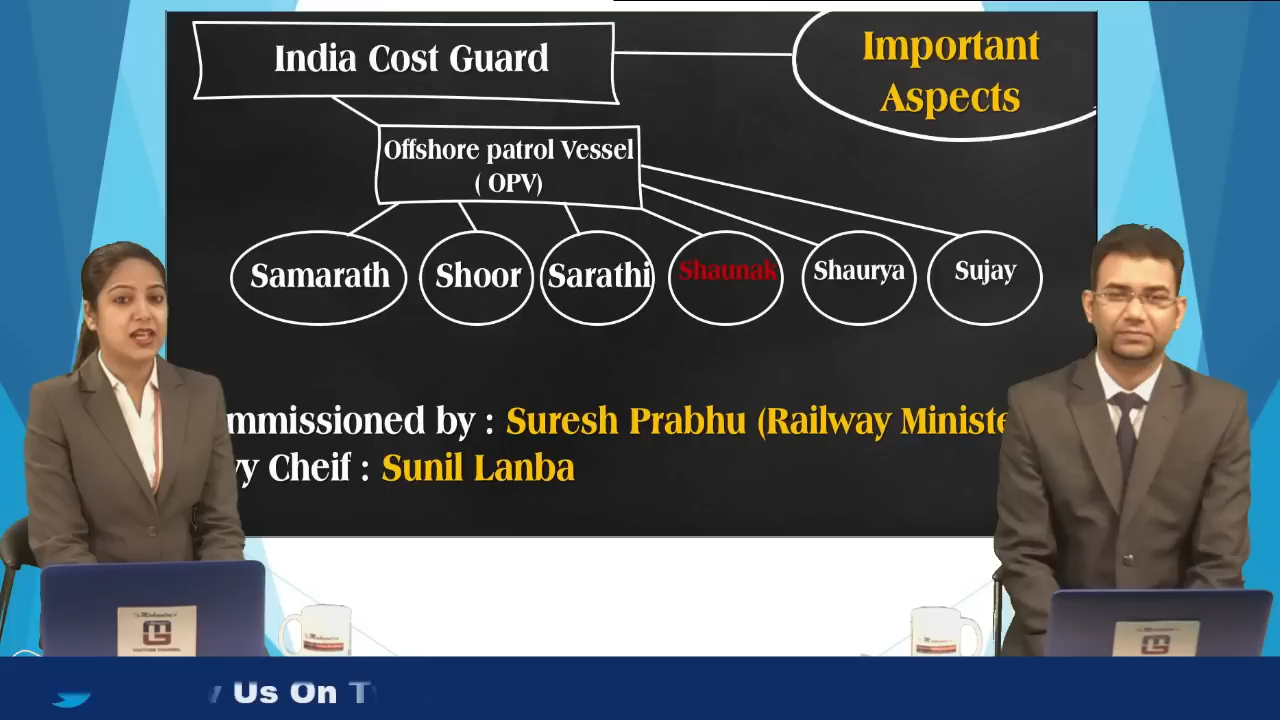 India Cost Guard
Important
Aspects
Offshore patrol Vessel
( OPV)
Samarath
Shoor
Sarathi
Shaunak
Shaurya
Sujay
mmissioned by : Suresh Prabhu (Railway Ministe
y Cheif : Sunil Lanba
Us On T